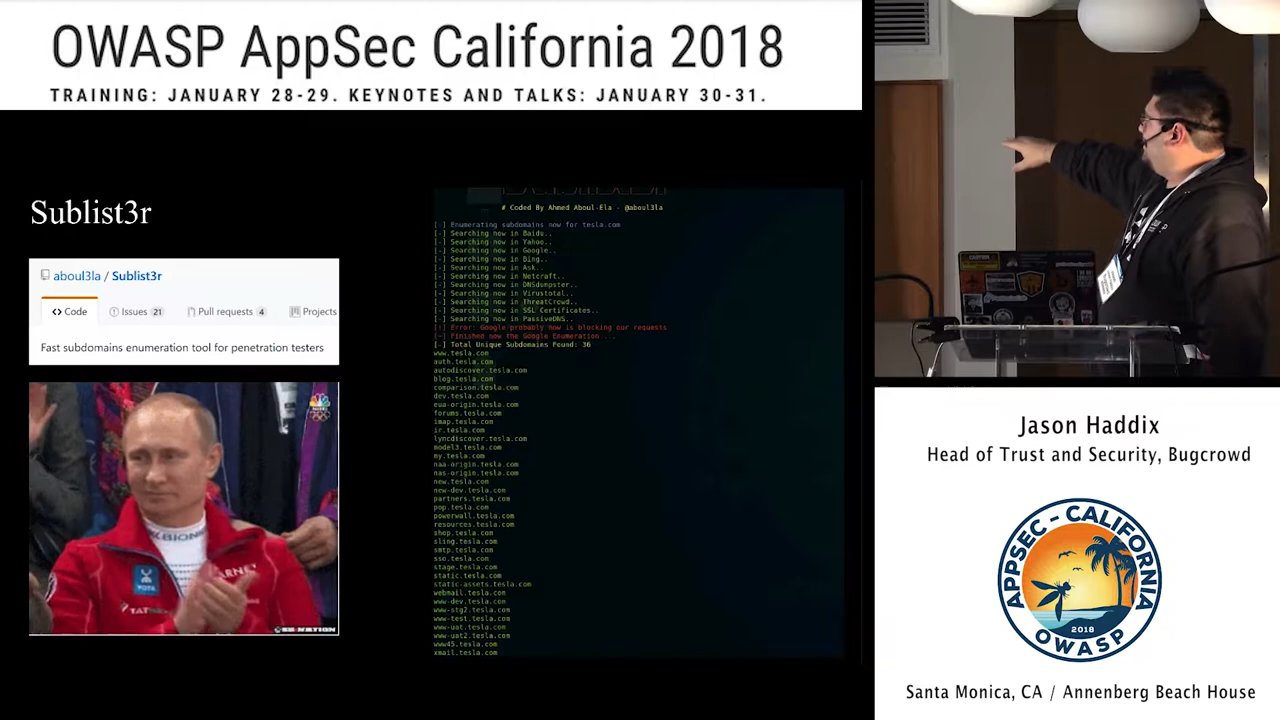 OWASP AppSec California 2018
TRAINING: JANUARY 28-29. KEYNOTES AND TALKS: JANUARY 30-31.
Sublist3r
aboul3la / Sublist3r
Code
Issues 21
Pull requests 4
Projects
Fast subdomains enumeration tool for penetration testers
# Coded By Ahmed Aboul-Ela - @aboul3la
[-] Enumerating subdomains now for tesla.com
[-] Searching now in Baidu..
[-] Searching now in Yahoo..
[-] Searching now in Google..
[-] Searching now in Bing..
[-] Searching now in Ask..
[-] Searching now in Netcraft..
[-] Searching now in DNSdumpster..
[-] Searching now in Virustotal..
[-] Searching now in ThreatCrowd..
[-] Searching now in SSL Certificates..
[-] Searching now in PassiveDNS..
[!] Error: Google probably now is blocking our requests
[~] Finished now the Google Enumeration ...
[-] Total Unique Subdomains Found: 36
www.tesla.com
auth.tesla.com
autodiscover.tesla.com
blog.tesla.com
comparison.tesla.com
dev.tesla.com
eua-origin.tesla.com
forums.tesla.com
imap.tesla.com
ir.tesla.com
lyncdiscover.tesla.com
model3.tesla.com
my.tesla.com
naa-origin.tesla.com
nas-origin.tesla.com
new.tesla.com
new-dev.tesla.com
partners.tesla.com
pop.tesla.com
powerwall.tesla.com
resources.tesla.com
shop.tesla.com
sling.tesla.com
smtp.tesla.com
sso.tesla.com
stage.tesla.com
static.tesla.com
static-assets.tesla.com
webmail.tesla.com
www-dev.tesla.com
www-stg2.tesla.com
www-test.tesla.com
www-uat.tesla.com
www-uat2.tesla.com
www45.tesla.com
xmail.tesla.com
YOTA
SB NATION
Jason Haddix
Head of Trust and Security, Bugcrowd
APPSEC - CALIFORNIA
2018
OWASP
Santa Monica, CA / Annenberg Beach House